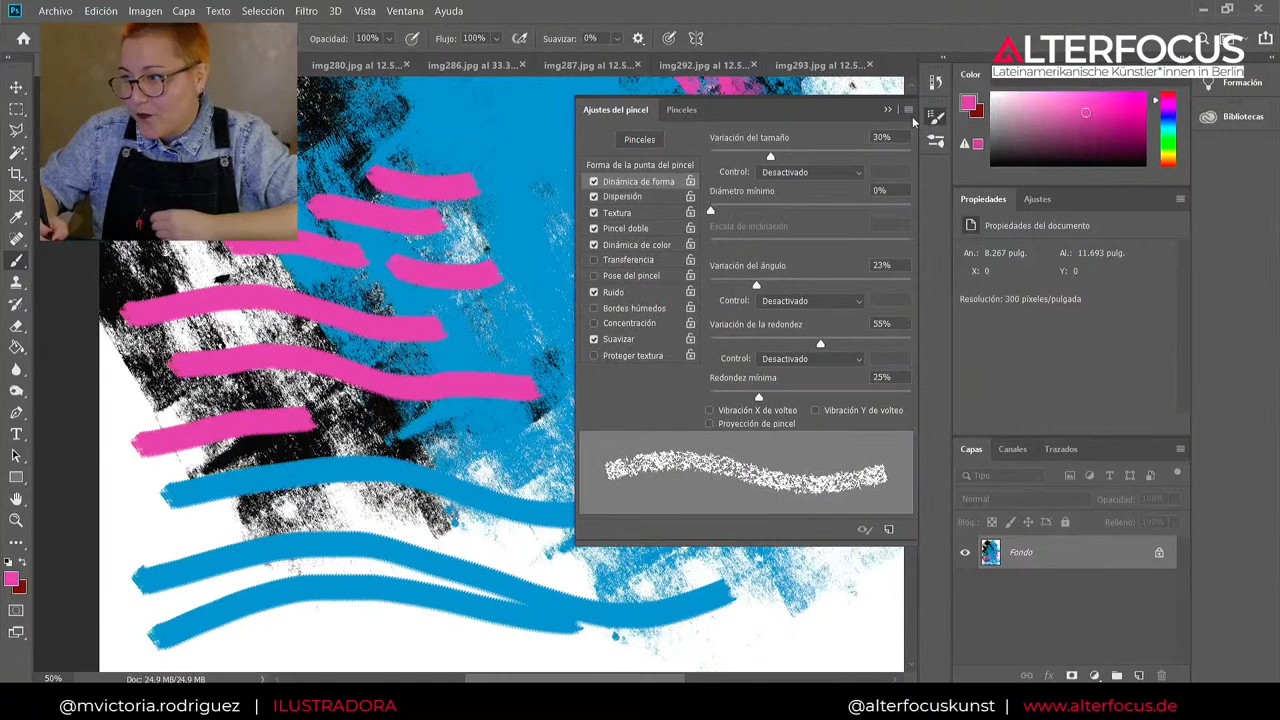 Ps Archivo Edición Imagen Capa Texto Selección Filtro 3D Vista Ventana Ayuda
Opacidad: 100% Flujo: 100% Suavizar: 0%
ALTERFOCUS
Lateinamerikanische Künstler*innen in Berlin
img280.jpg al 12.5...× img286.jpg al 33.3...× img287.jpg al 12.5...× img292.jpg al 12.5...× img293.jpg al 12.5...×
Ajustes del pincel Pinceles
Pinceles
Forma de la punta del pincel
Dinámica de forma
Dispersión
Textura
Pincel doble
Dinámica de color
Transferencia
Pose del pincel
Ruido
Bordes húmedos
Concentración
Suavizar
Proteger textura
Variación del tamaño 30%
Control: Desactivado
Diámetro mínimo 0%
Escala de inclinación
Variación del ángulo 23%
Control: Desactivado
Variación de la redondez 55%
Control: Desactivado
Redondez mínima 25%
Vibración X de volteo Vibración Y de volteo
Proyección de pincel
Color
Formación
Bibliotecas
Propiedades Ajustes
Propiedades del documento
An.: 8.267 pulg. Al.: 11.693 pulg.
X: 0 Y: 0
Resolución: 300 píxeles/pulgada
Capas Canales Trazados
Tipo
Normal Opacidad: 100%
Bloq.: Relleno: 100%
Fondo
50% Doc: 24,9 MB/24,9 MB
@mvictoria.rodriguez | ILUSTRADORA
@alterfocuskunst | www.alterfocus.de